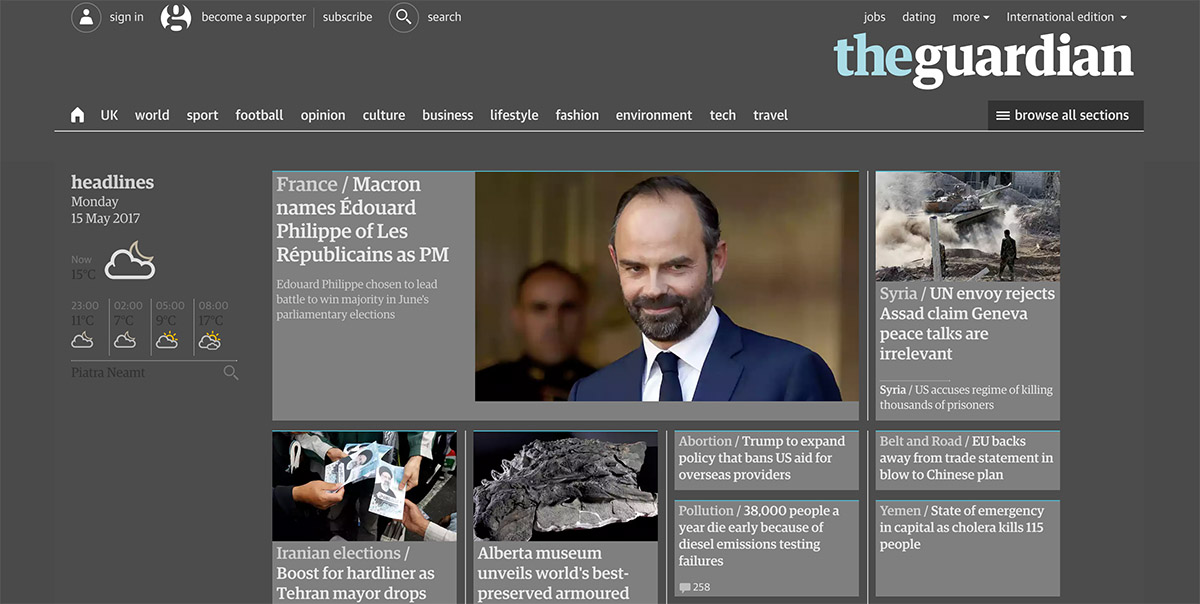 sign in
become a supporter
subscribe
search
jobs
dating
more
International edition
theguardian
UK
world
sport
football
opinion
culture
business
lifestyle
fashion
environment
tech
travel
browse all sections
headlines
Monday
15 May 2017
Now
15°C
23:00
02:00
05:00
08:00
11°C
7°C
9°C
17°C
Piatra Neamt
France / Macron
names Édouard
Philippe of Les
Républicains as PM
Edouard Philippe chosen to lead
battle to win majority in June's
parliamentary elections
Syria / UN envoy rejects
Assad claim Geneva
peace talks are
irrelevant
Syria / US accuses regime of killing
thousands of prisoners
Iranian elections /
Boost for hardliner as
Tehran mayor drops
Alberta museum
unveils world's best-
preserved armoured
Abortion / Trump to expand
policy that bans US aid for
overseas providers
Pollution / 38,000 people a
year die early because of
diesel emissions testing
failures
258
Belt and Road / EU backs
away from trade statement in
blow to Chinese plan
Yemen / State of emergency
in capital as cholera kills 115
people